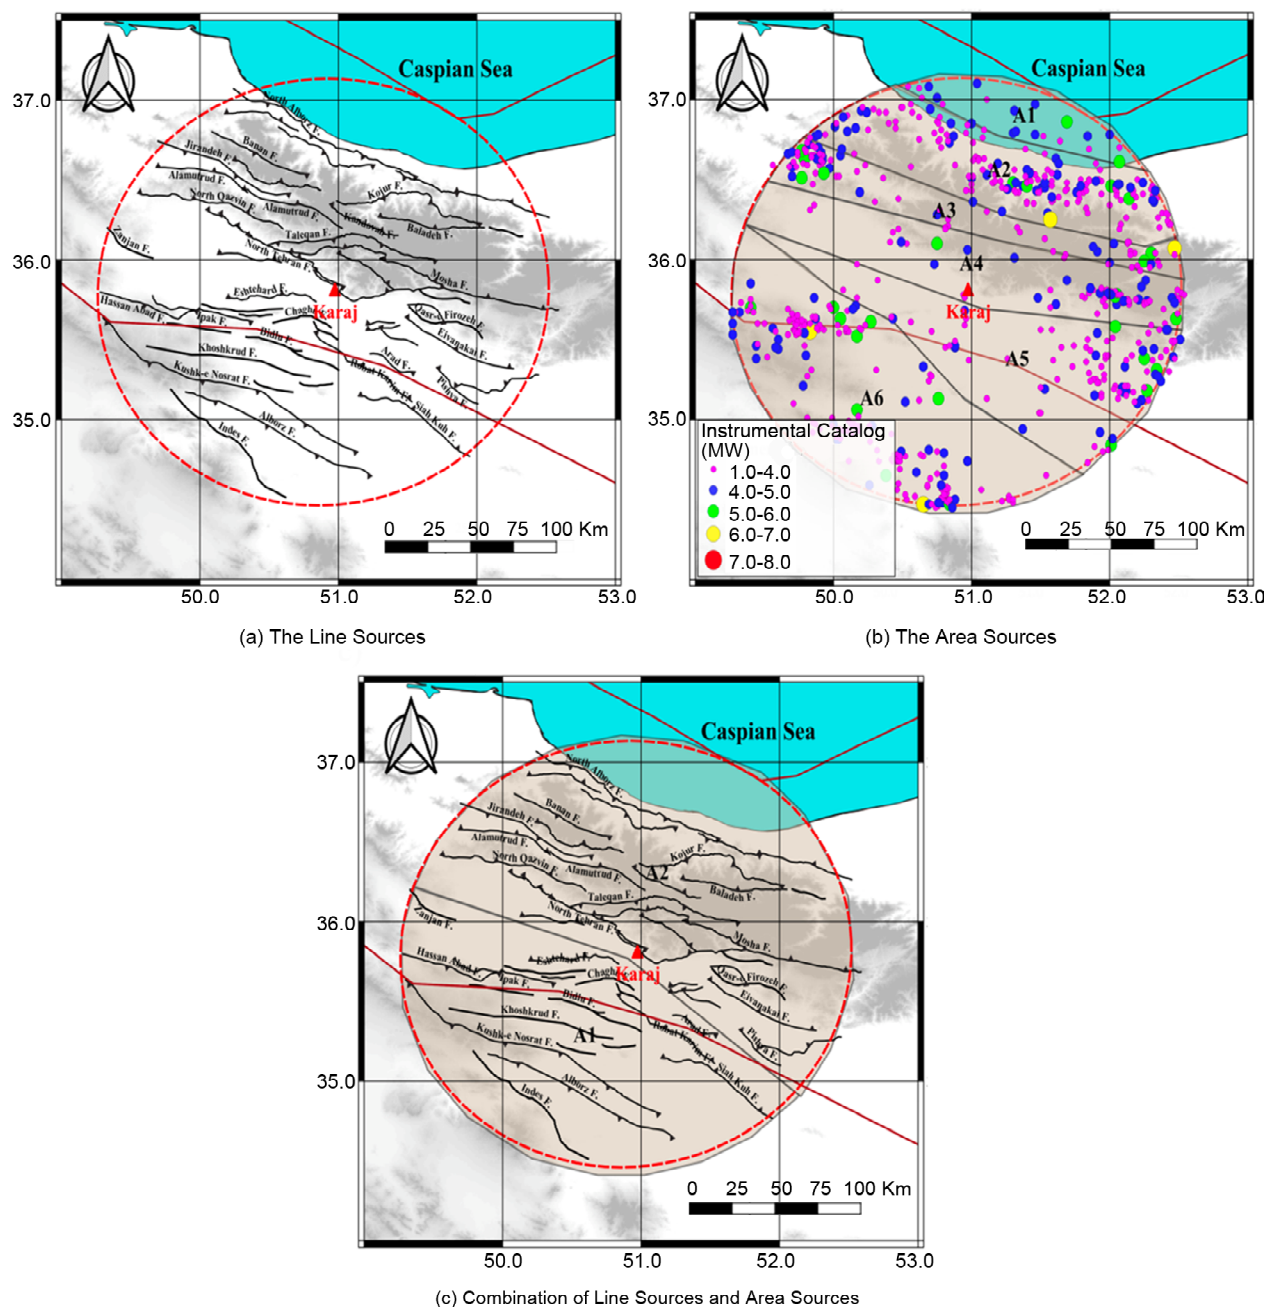 Caspian Sea
37.0
36.0
35.0
North Alborz F.
Banan F.
Jirandeh F.
Alamutrud F.
North Qazvin F.
Alamutrud F.
Kojur F.
Kandovan F.
Baladeh F.
Taleqan F.
Zanjan F.
North Tehran F.
Mosha F.
Eshtehard F.
Hassan Abad F.
Ipak F.
Chagh
Karaj
Qasr-e Firozeh F.
Bidlu F.
Eivanakai F.
Khoshkrud F.
Arad F.
Kushk-e Nosrat F.
Robat Karim F.
Pishva F.
Siah Kuh F.
Alborz F.
Indes F.
0 25 50 75 100 Km
50.0 51.0 52.0 53.0
(a) The Line Sources
Caspian Sea
37.0
36.0
35.0
A1
A2
A3
A4
Karaj
A5
A6
Instrumental Catalog
(MW)
1.0-4.0
4.0-5.0
5.0-6.0
6.0-7.0
7.0-8.0
0 25 50 75 100 Km
50.0 51.0 52.0 53.0
(b) The Area Sources
Caspian Sea
37.0
36.0
35.0
North Alborz F.
Banan F.
Jirandeh F.
Alamutrud F.
North Qazvin F.
Alamutrud F.
Kojur F.
A2
Baladeh F.
Taleqan F.
Zanjan F.
North Tehran F.
Mosha F.
Eshtehard F.
Hassan Abad F.
Ipak F.
Chagh
Karaj
Qasr-e Firozeh F.
Bidlu F.
Eivanakai F.
Khoshkrud F.
Arad F.
A1
Kushk-e Nosrat F.
Robat Karim F.
Pishva F.
Siah Kuh F.
Alborz F.
Indes F.
0 25 50 75 100 Km
50.0 51.0 52.0 53.0
(c) Combination of Line Sources and Area Sources